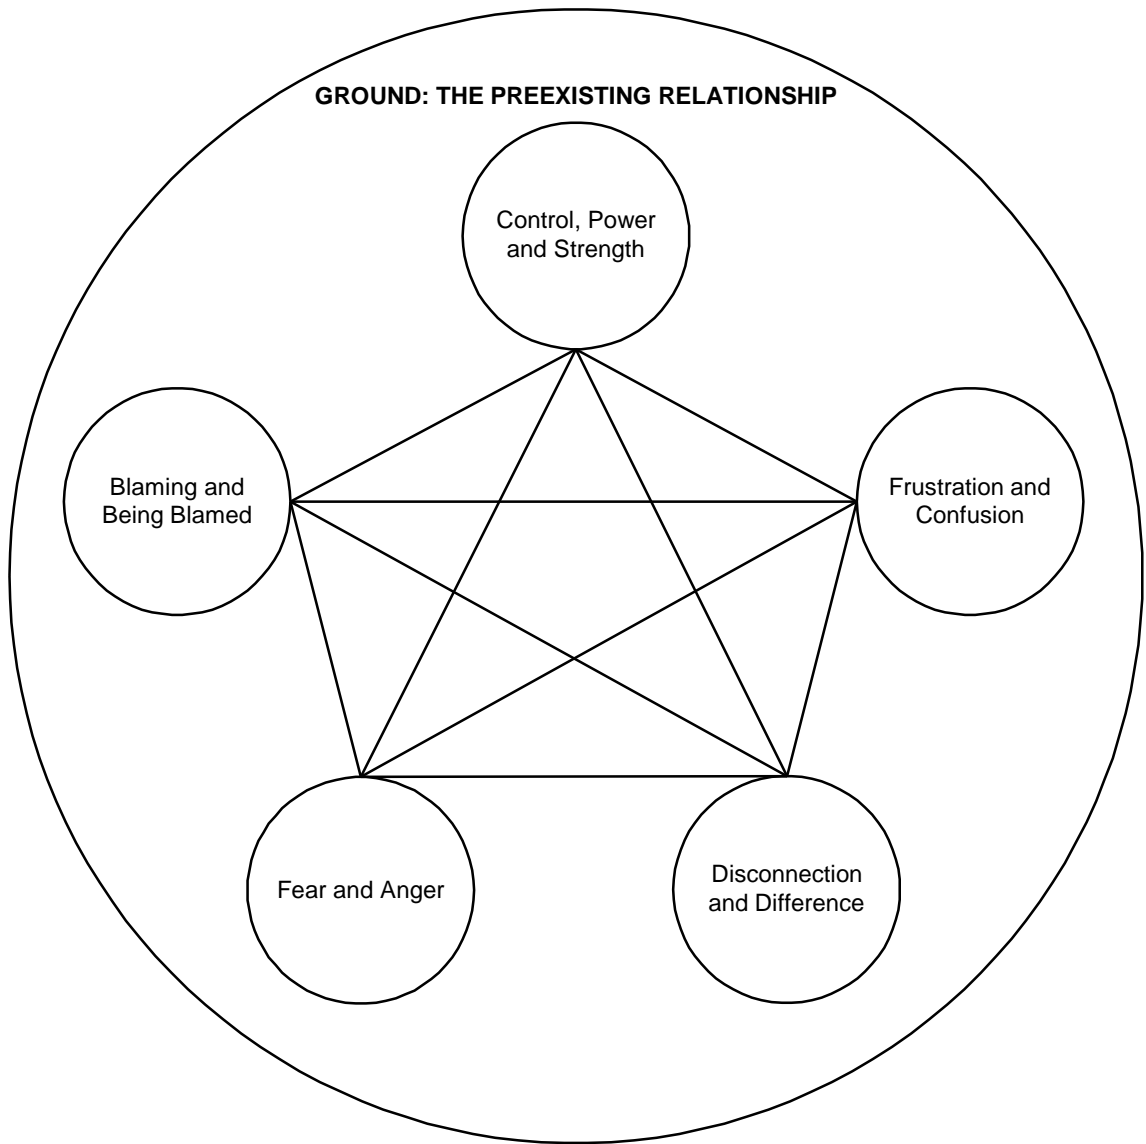 GROUND: THE PREEXISTING RELATIONSHIP
Control, Power
and Strength
Blaming and
Being Blamed
Frustration and
Confusion
Fear and Anger
Disconnection
and Difference